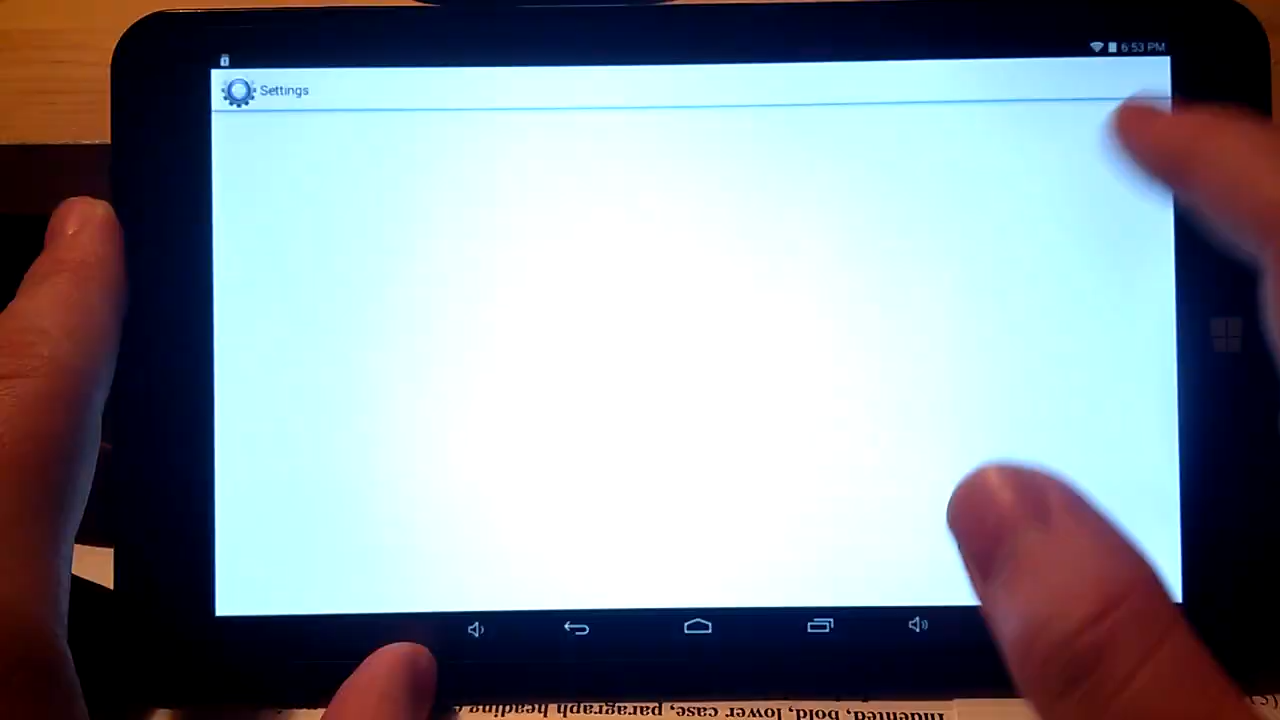 6:53 PM
Settings
Indented, bold, lower case, paragraph heading